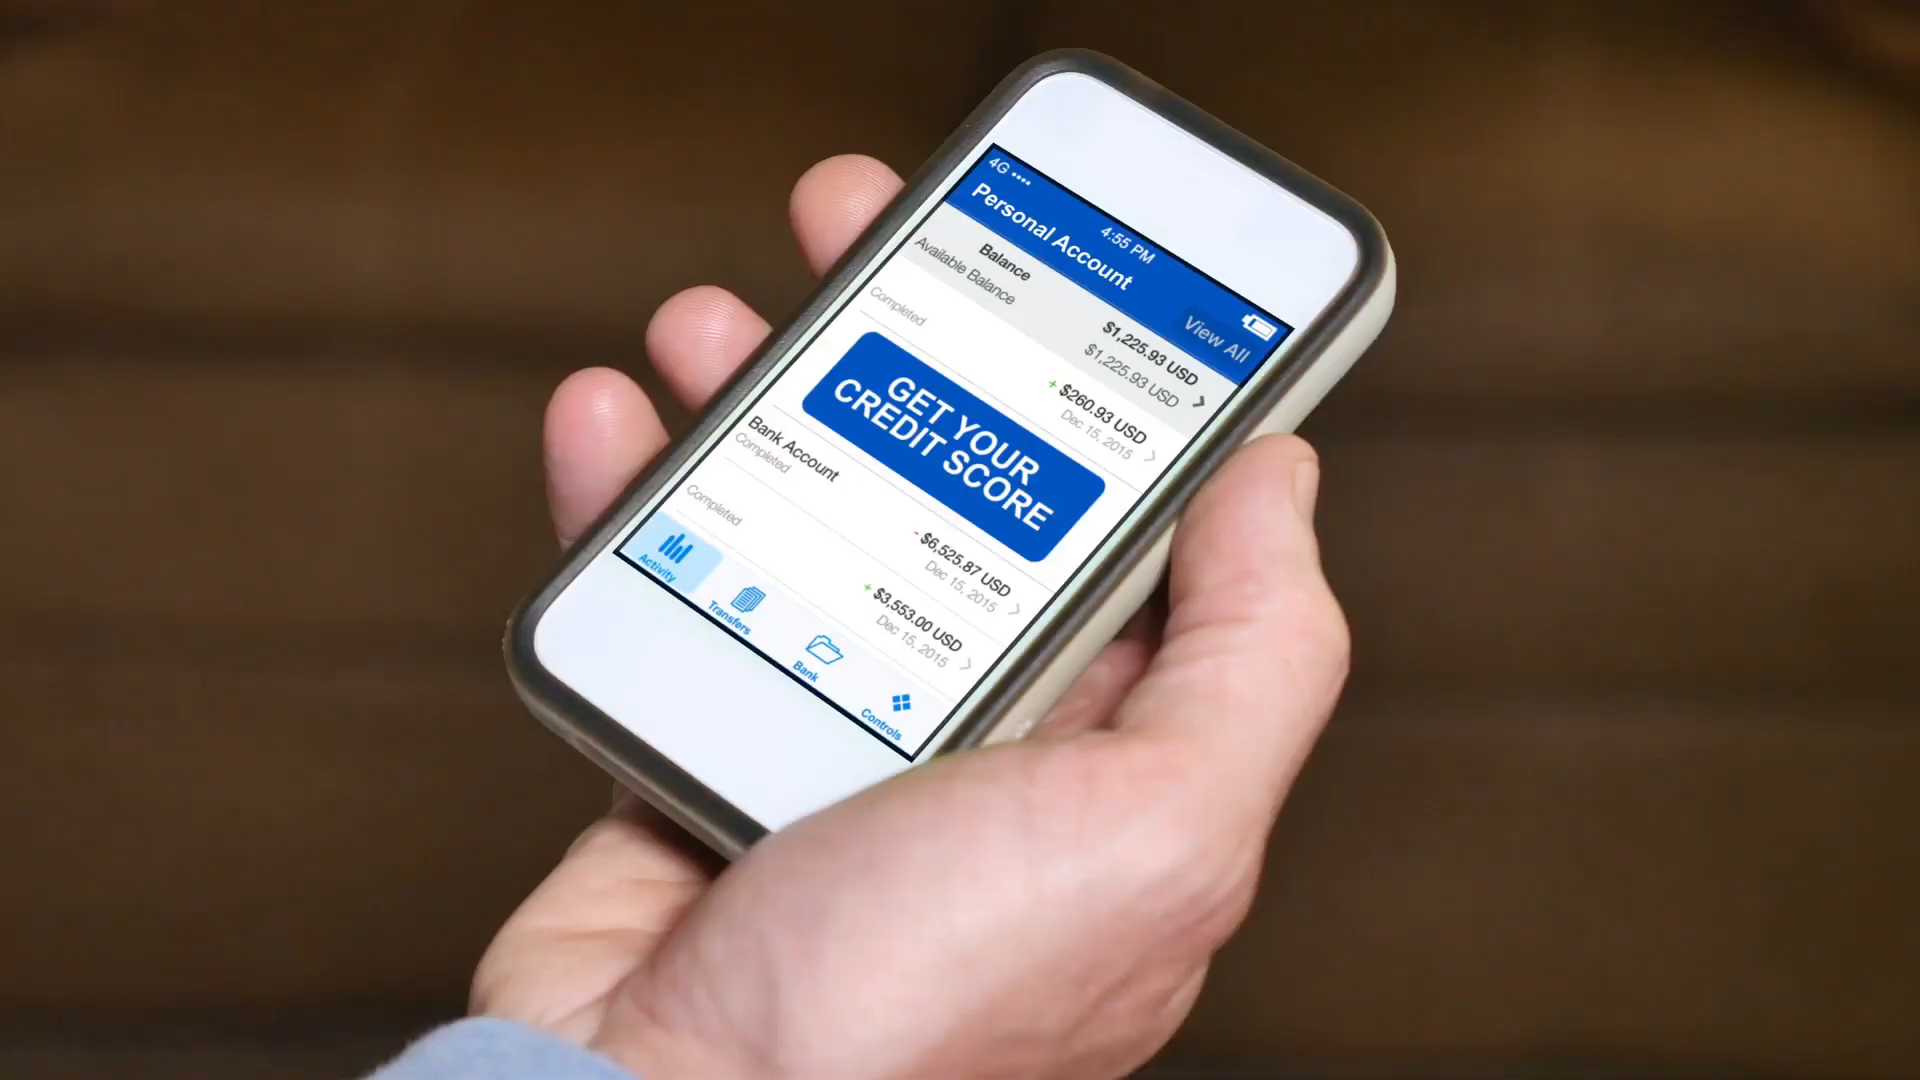 4G
4:55 PM
Personal Account
View All
Balance
$1,225.93 USD
Available Balance
$1,225.93 USD
+ $260.93 USD
Completed
Dec 15, 2015
GET YOUR
CREDIT SCORE
Bank Account
- $6,525.87 USD
Completed
Dec 15, 2015
+ $3,553.00 USD
Completed
Dec 15, 2015
Activity
Transfers
Bank
Controls